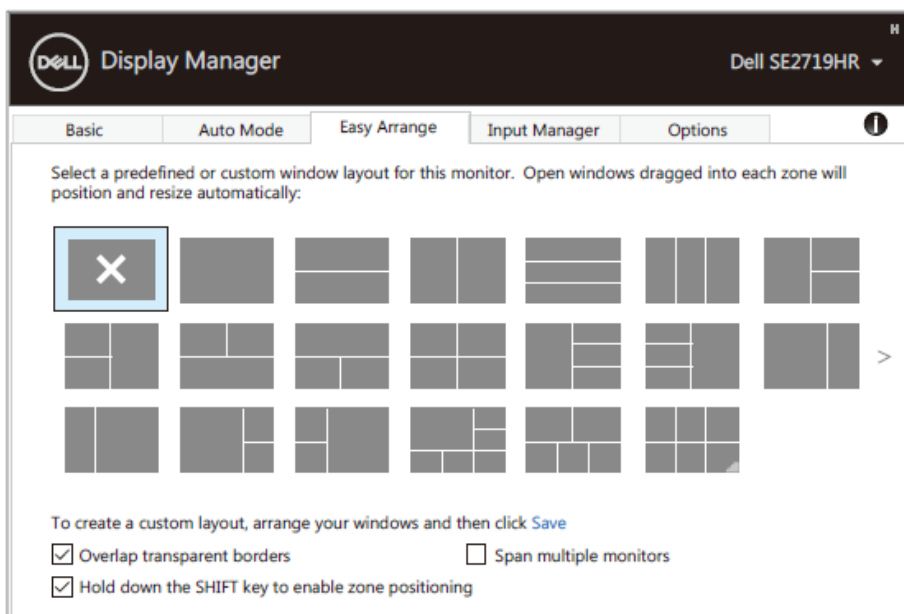 H
DELL Display Manager Dell SE2719HR
Basic Auto Mode Easy Arrange Input Manager Options
Select a predefined or custom window layout for this monitor. Open windows dragged into each zone will
position and resize automatically:
>
To create a custom layout, arrange your windows and then click Save
Overlap transparent borders Span multiple monitors
Hold down the SHIFT key to enable zone positioning